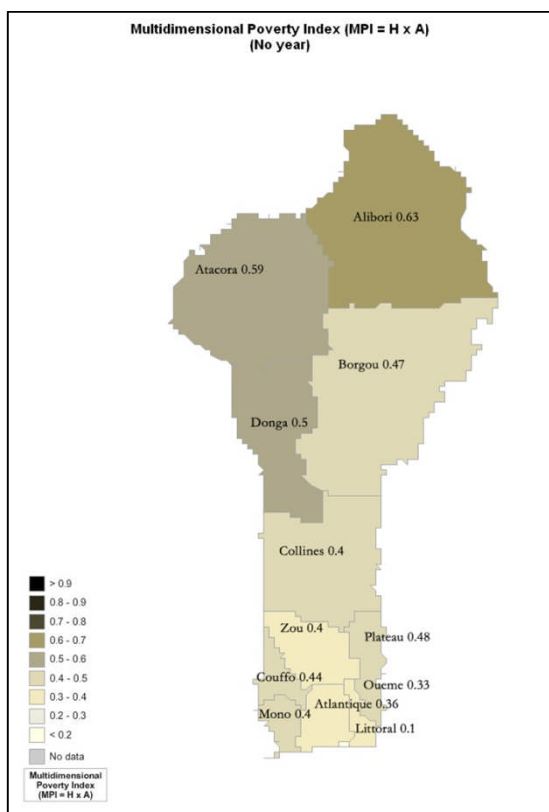 Multidimensional Poverty Index (MPI = H x A)
(No year)
Alibori 0.63
Atacora 0.59
Borgou 0.47
Donga 0.5
Collines 0.4
Zou 0.4
Plateau 0.48
Couffo 0.44
Oueme 0.33
Atlantique 0.36
Mono 0.4
Littoral 0.1
> 0.9
0.8 - 0.9
0.7 - 0.8
0.6 - 0.7
0.5 - 0.6
0.4 - 0.5
0.3 - 0.4
0.2 - 0.3
< 0.2
No data
Multidimensional
Poverty Index
(MPI = H x A)